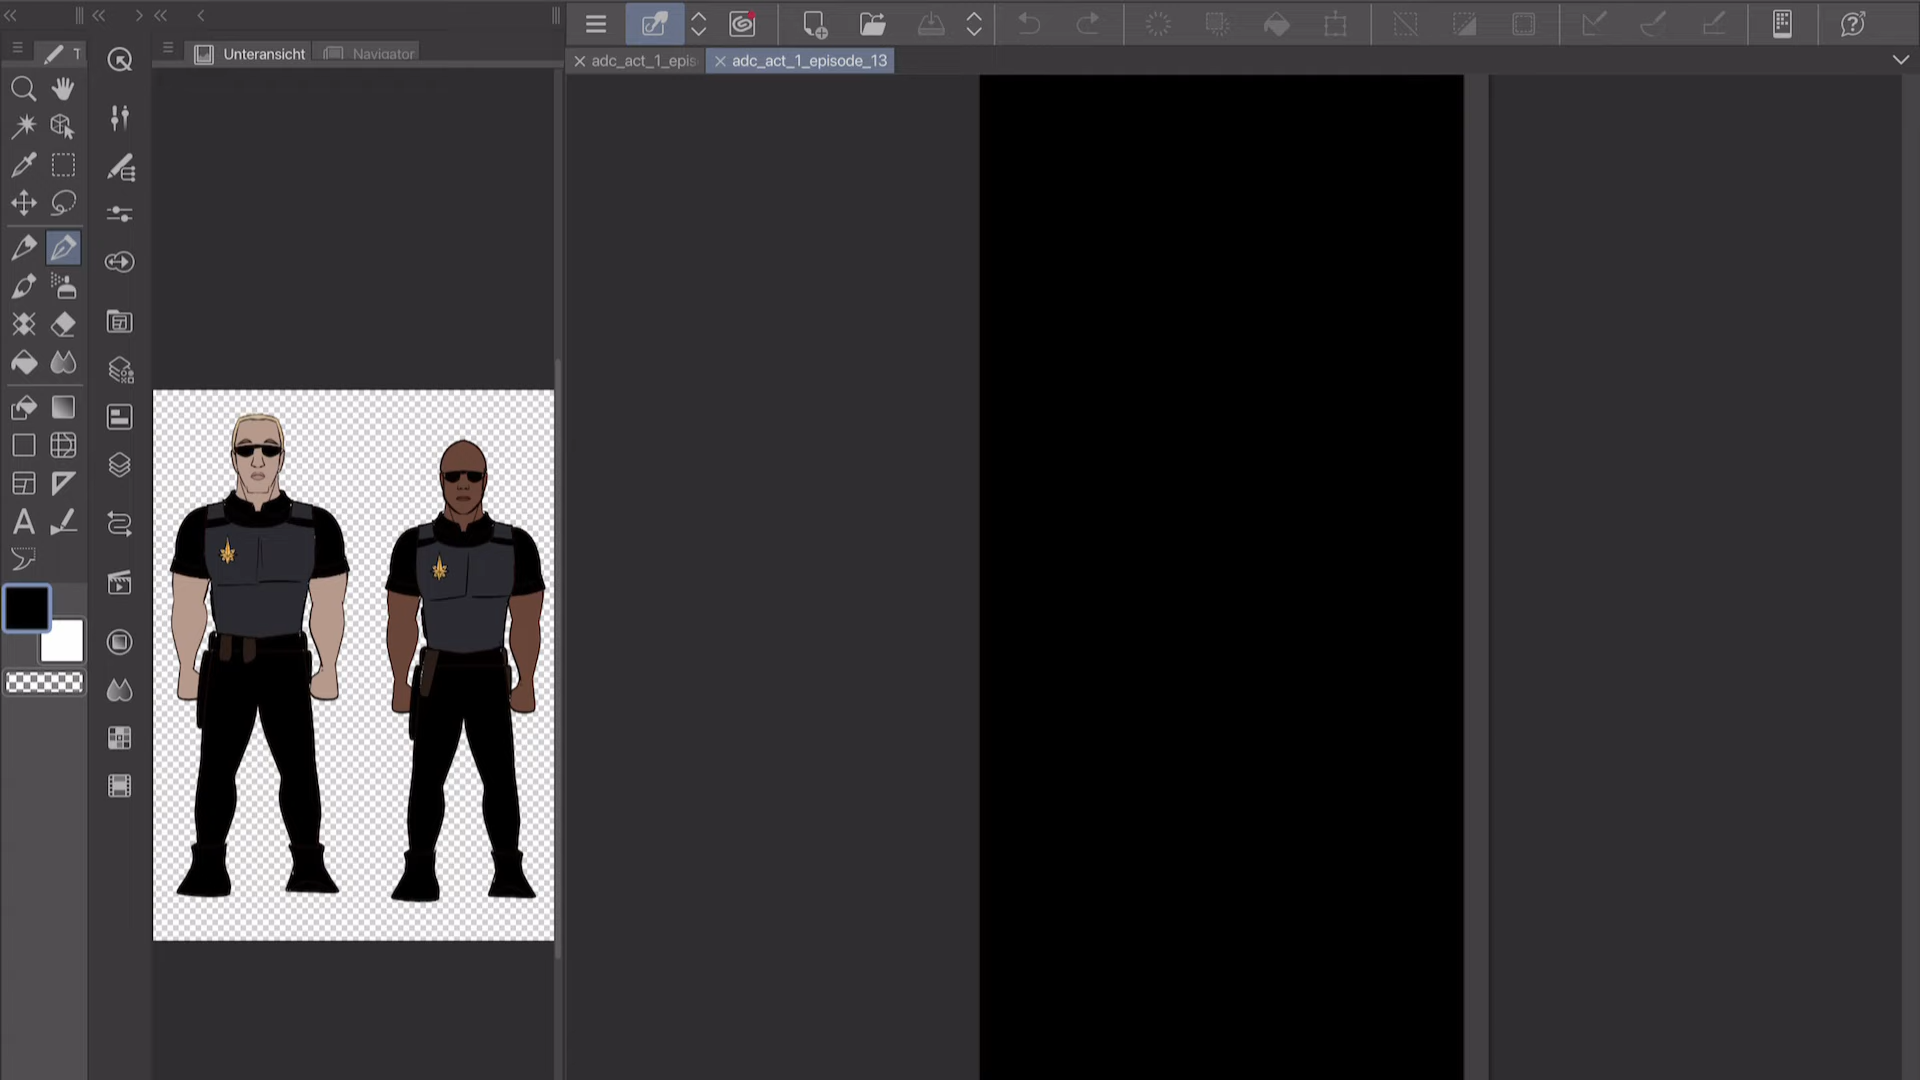 T
Unteransicht
Navigator
adc_act_1_epis
adc_act_1_episode_13
A